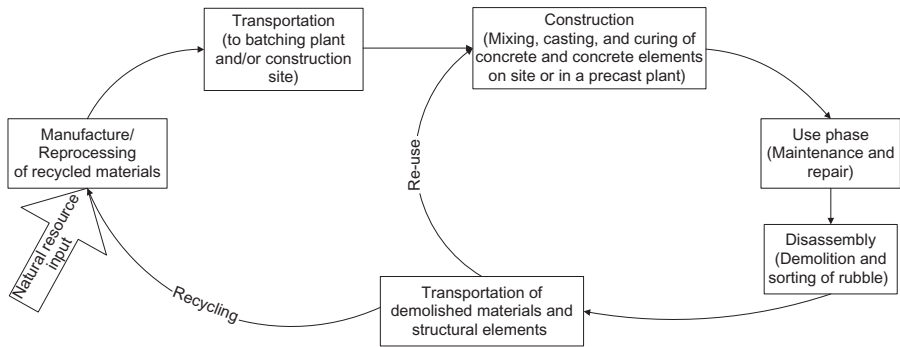 Transportation
(to batching plant
and/or construction
site)
Construction
(Mixing, casting, and curing of
concrete and concrete elements
on site or in a precast plant)
Manufacture/
Reprocessing
of recycled materials
Use phase
(Maintenance and
repair)
Re-use
Natural resource
input
Disassembly
(Demolition and
sorting of rubble)
Recycling
Transportation of
demolished materials and
structural elements